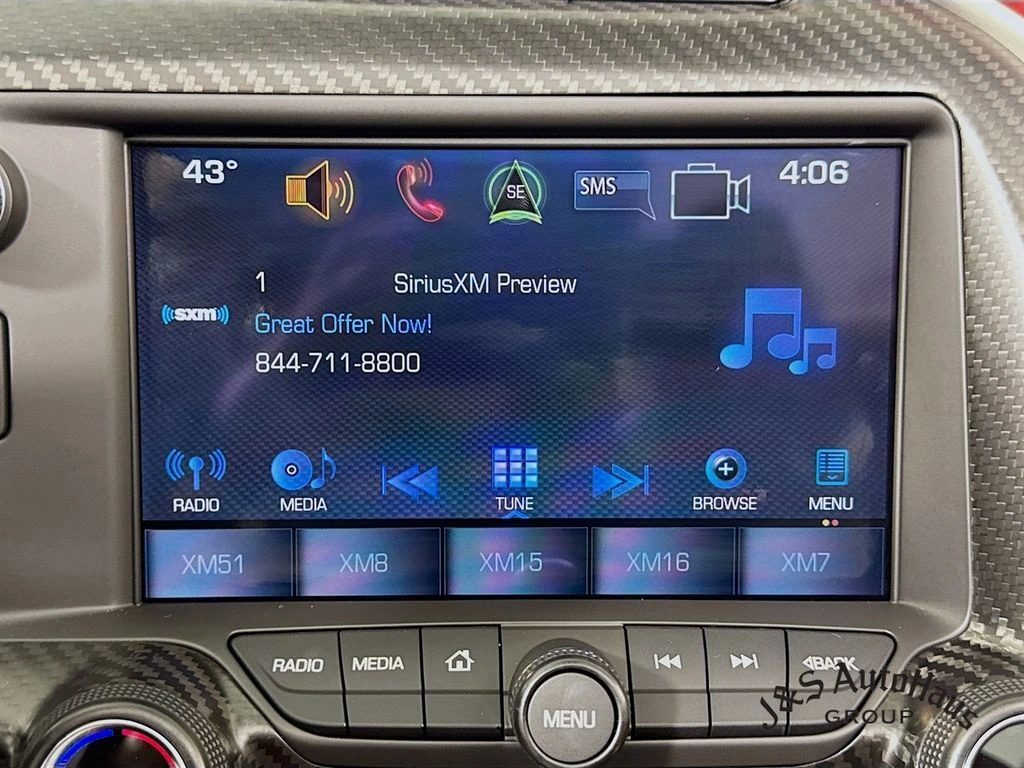 43°
SE
SMS
4:06
1 SiriusXM Preview
((sxm))
Great Offer Now!
844-711-8800
RADIO MEDIA TUNE BROWSE MENU
XM51 XM8 XM15 XM16 XM7
RADIO MEDIA BACK
MENU
J&S AutoHaus
GROUP